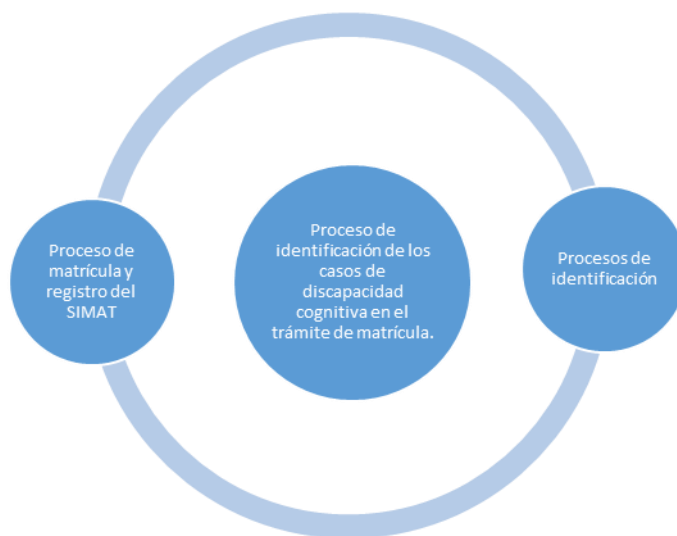 Proceso de
matrícula y
registro del
SIMAT
Proceso de
identificación de los
casos de
discapacidad
cognitiva en el
trámite de matrícula.
Procesos de
identificación